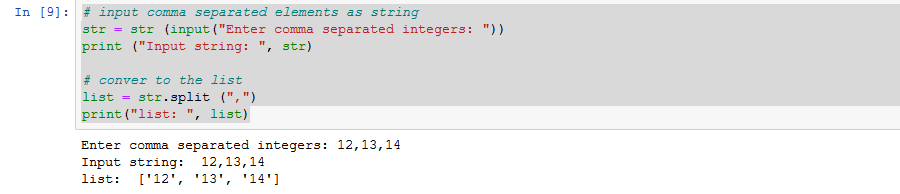 In [9]: # input comma separated elements as string
str = str (input("Enter comma separated integers: "))
print ("Input string: ", str)
# conver to the list
list = str.split (",")
print("list: ", list)
Enter comma separated integers: 12,13,14
Input string:  12,13,14
list:  ['12', '13', '14']